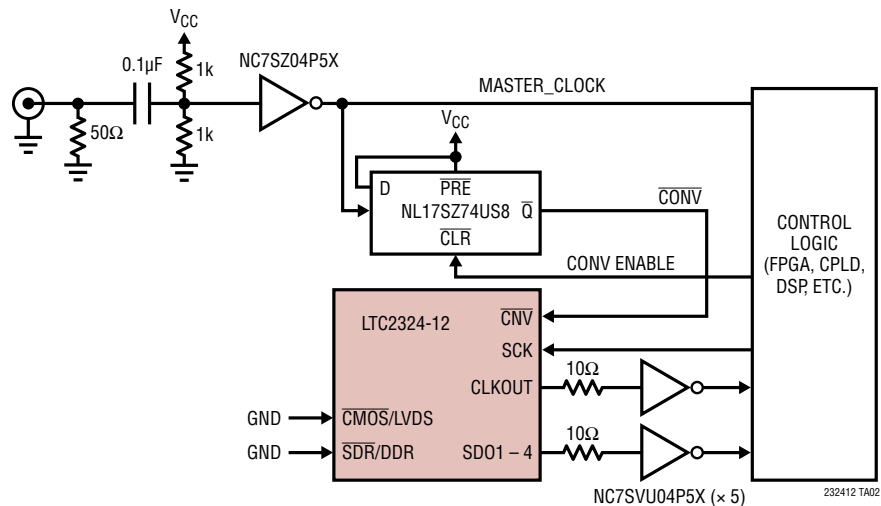 VCC
0.1µF
1k
NC7SZ04P5X
MASTER_CLOCK
50Ω
1k
VCC
D
PRE
NL17SZ74US8
Q
CLR
CONV
CONV ENABLE
CONTROL
LOGIC
(FPGA, CPLD,
DSP, ETC.)
LTC2324-12
CNV
SCK
CLKOUT
10Ω
GND
CMOS/LVDS
GND
SDR/DDR
SDO1 – 4
10Ω
NC7SVU04P5X (× 5)
232412 TA02